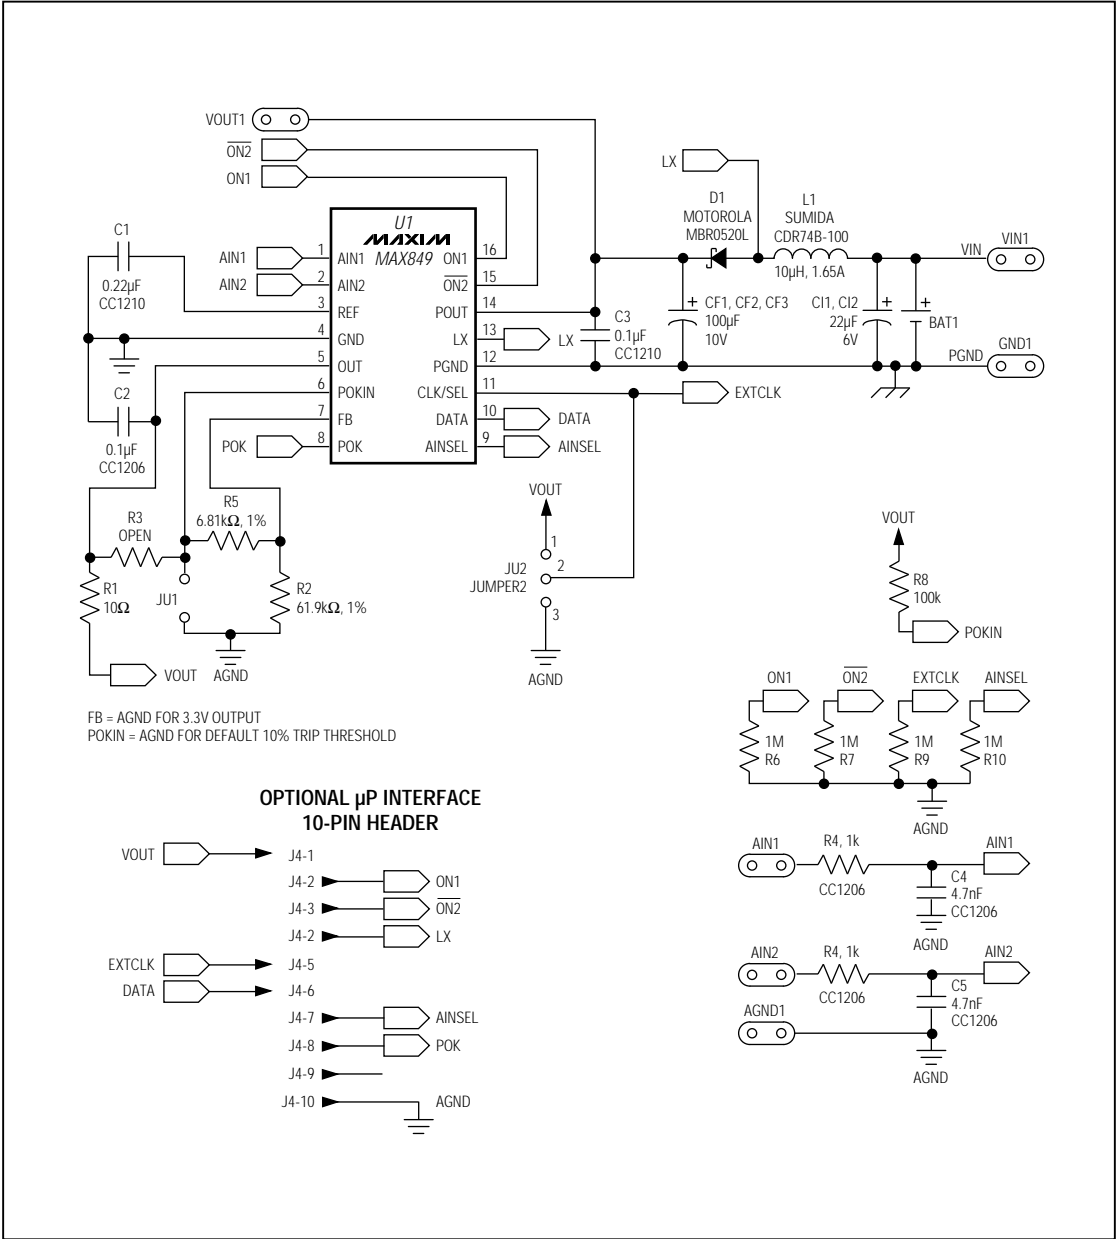 VOUT1
ON2
ON1
LX
D1
MOTOROLA
MBR0520L
L1
SUMIDA
CDR74B-100
10µH, 1.65A
VIN
VIN1
U1
MAXIM
MAX849
C1
0.22µF
CC1210
AIN1
AIN2
1 AIN1
2 AIN2
3 REF
4 GND
5 OUT
6 POKIN
7 FB
8 POK
ON1 16
ON2 15
POUT 14
LX 13
PGND 12
CLK/SEL 11
DATA 10
AINSEL 9
LX
C3
0.1µF
CC1210
+ CF1, CF2, CF3
100µF
10V
CI1, CI2 +
22µF
6V
+
BAT1
PGND
GND1
EXTCLK
DATA
AINSEL
C2
0.1µF
CC1206
POK
R5
6.81kΩ, 1%
R3
OPEN
R1
10Ω
JU1
R2
61.9kΩ, 1%
VOUT
AGND
VOUT
1
JU2 2
JUMPER2
3
AGND
VOUT
R8
100k
POKIN
FB = AGND FOR 3.3V OUTPUT
POKIN = AGND FOR DEFAULT 10% TRIP THRESHOLD
ON1
ON2
EXTCLK
AINSEL
1M
R6
1M
R7
1M
R9
1M
R10
AGND
OPTIONAL µP INTERFACE
10-PIN HEADER
VOUT J4-1
J4-2 ON1
J4-3 ON2
J4-2 LX
EXTCLK J4-5
DATA J4-6
J4-7 AINSEL
J4-8 POK
J4-9
J4-10 AGND
AIN1
R4, 1k
CC1206
AIN1
C4
4.7nF
CC1206
AGND
AIN2
R4, 1k
CC1206
AIN2
C5
4.7nF
CC1206
AGND1
AGND